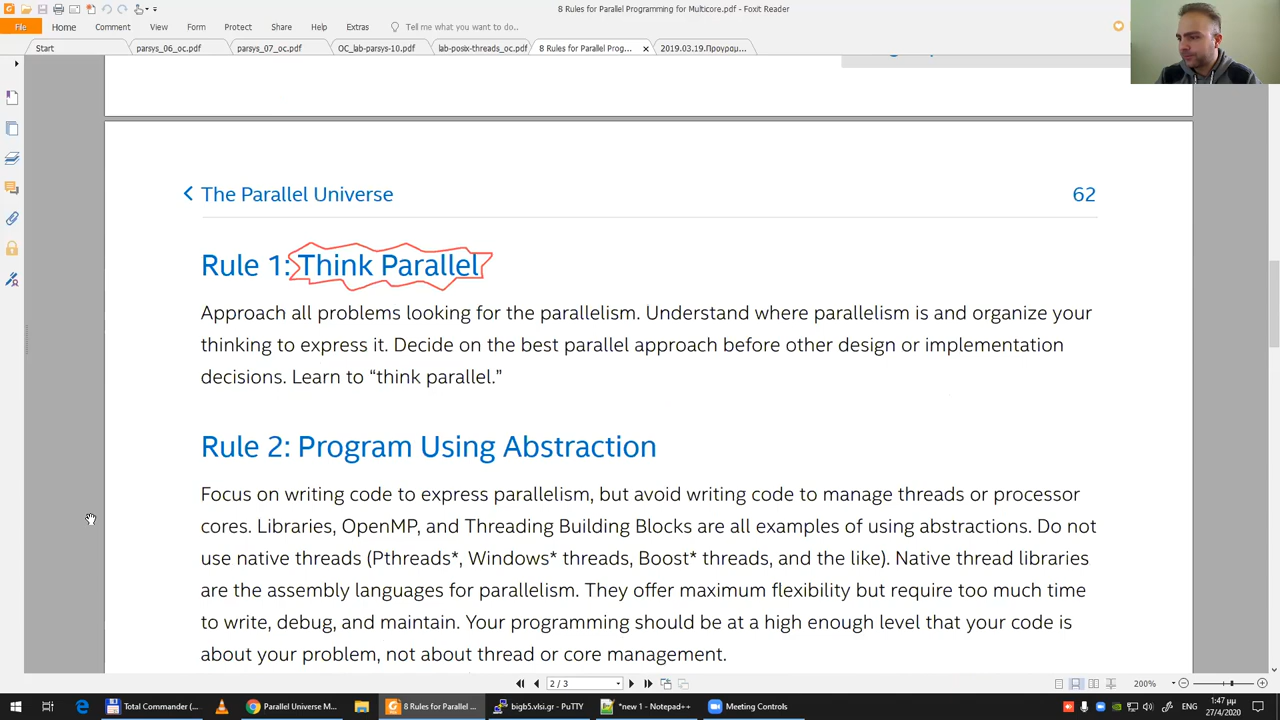 8 Rules for Parallel Programming for Multicore.pdf - Foxit Reader
File Home Comment View Form Protect Share Help Extras Tell me what you want to do..
Start parsys_06_oc.pdf parsys_07_oc.pdf OC_lab-parsys-10.pdf lab-posix-threads_oc.pdf 8 Rules for Parallel Prog... 2019.03.19.Προγραμ...
< The Parallel Universe 62
Rule 1: Think Parallel
Approach all problems looking for the parallelism. Understand where parallelism is and organize your
thinking to express it. Decide on the best parallel approach before other design or implementation
decisions. Learn to “think parallel.”
Rule 2: Program Using Abstraction
Focus on writing code to express parallelism, but avoid writing code to manage threads or processor
cores. Libraries, OpenMP, and Threading Building Blocks are all examples of using abstractions. Do not
use native threads (Pthreads*, Windows* threads, Boost* threads, and the like). Native thread libraries
are the assembly languages for parallelism. They offer maximum flexibility but require too much time
to write, debug, and maintain. Your programming should be at a high enough level that your code is
about your problem, not about thread or core management.
2 / 3 200%
Total Commander (... Parallel Universe M... 8 Rules for Parallel ... bigb5.vlsi.gr - PuTTY *new 1 - Notepad++ Meeting Controls ENG 1:47 μμ
27/4/2020